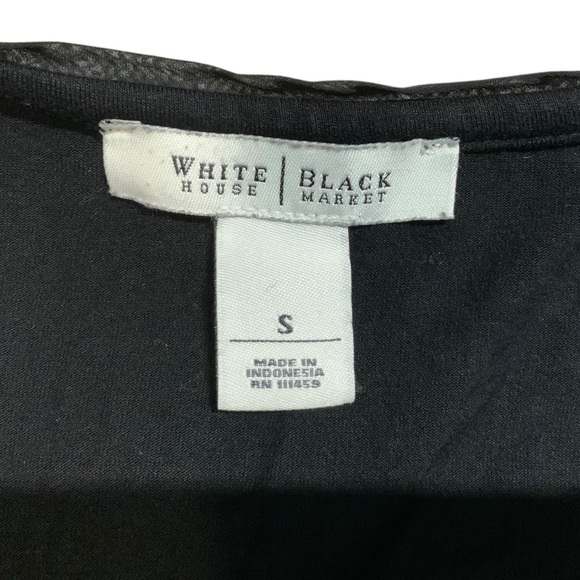 WHITE | BLACK
HOUSE | MARKET
S
MADE IN
INDONESIA
RN 111459